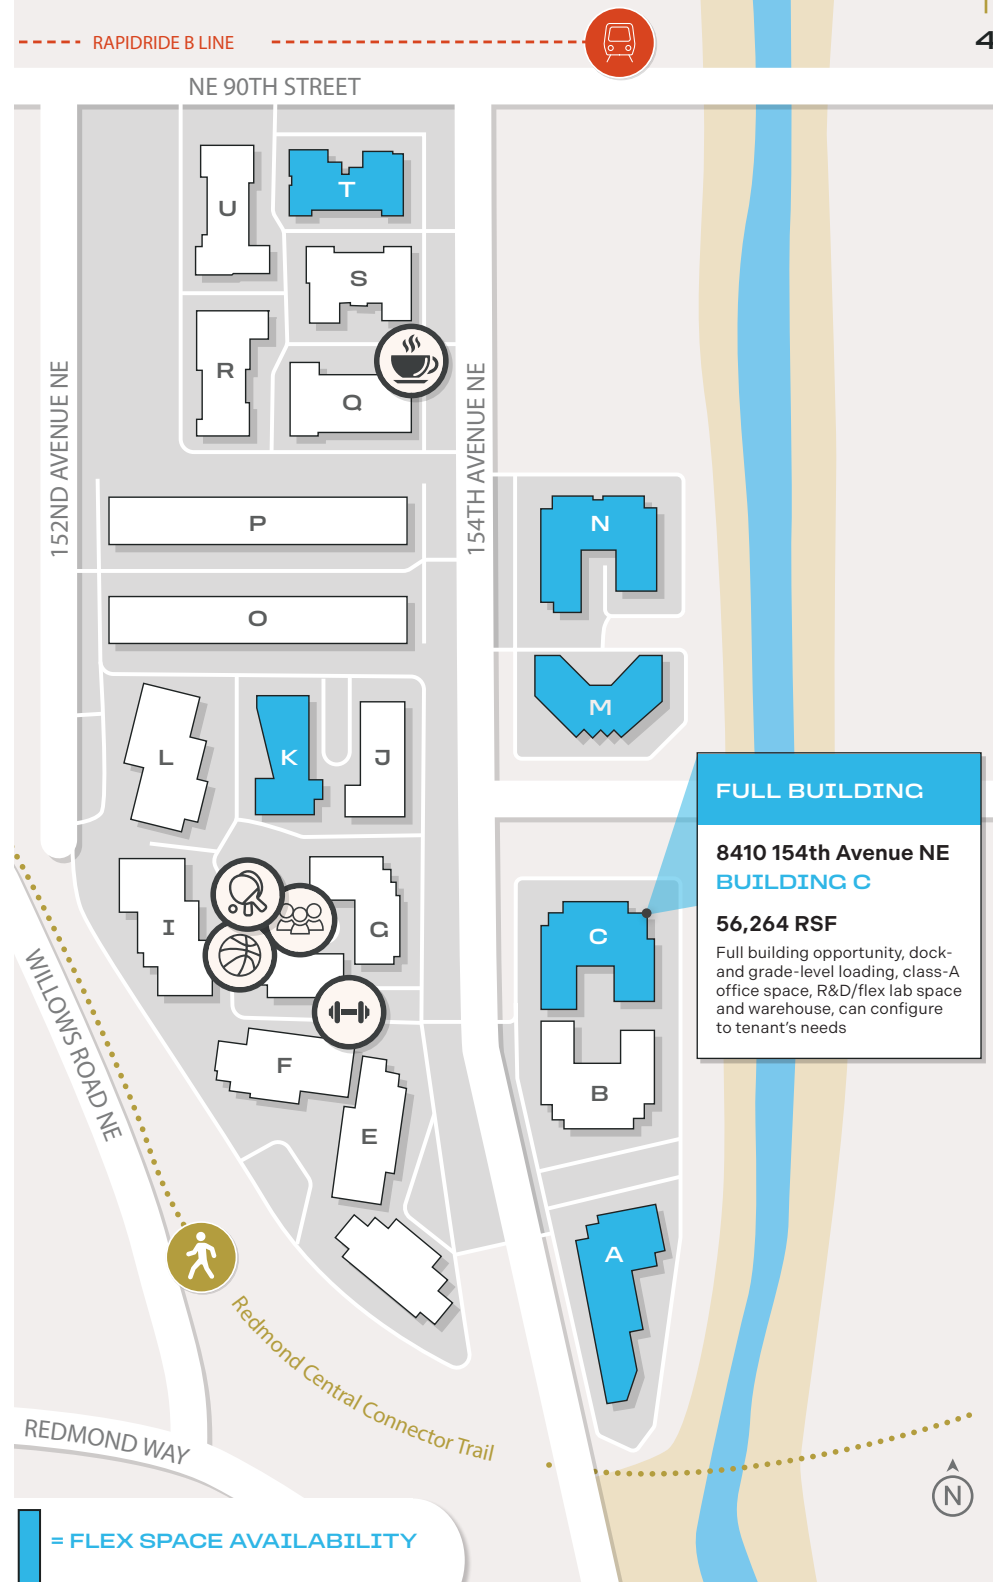 RAPIDRIDE B LINE
4
NE 90TH STREET
T
U
S
R
Q
152ND AVENUE NE
154TH AVENUE NE
P
N
O
M
L
K
J
FULL BUILDING
8410 154th Avenue NE
BUILDING C
56,264 RSF
Full building opportunity, dock-
and grade-level loading, class-A
office space, R&D/flex lab space
and warehouse, can configure
to tenant's needs
I
G
C
WILLOWS ROAD NE
F
B
E
A
Redmond Central Connector Trail
REDMOND WAY
N
= FLEX SPACE AVAILABILITY